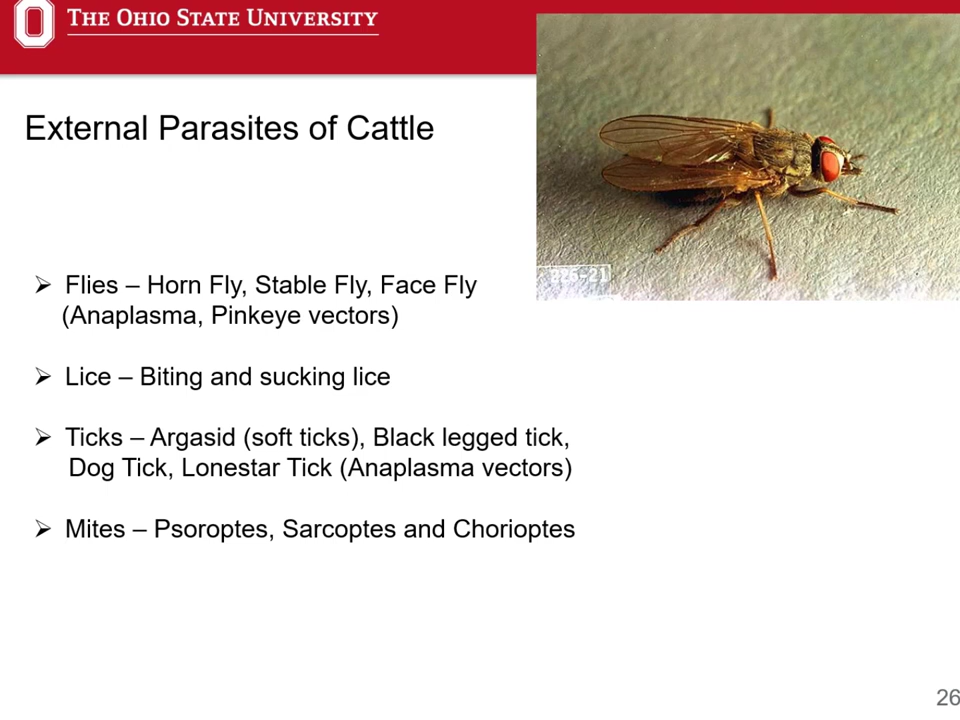 THE OHIO STATE UNIVERSITY
External Parasites of Cattle
➢ Flies – Horn Fly, Stable Fly, Face Fly
(Anaplasma, Pinkeye vectors)
➢ Lice – Biting and sucking lice
➢ Ticks – Argasid (soft ticks), Black legged tick,
Dog Tick, Lonestar Tick (Anaplasma vectors)
➢ Mites – Psoroptes, Sarcoptes and Chorioptes
26